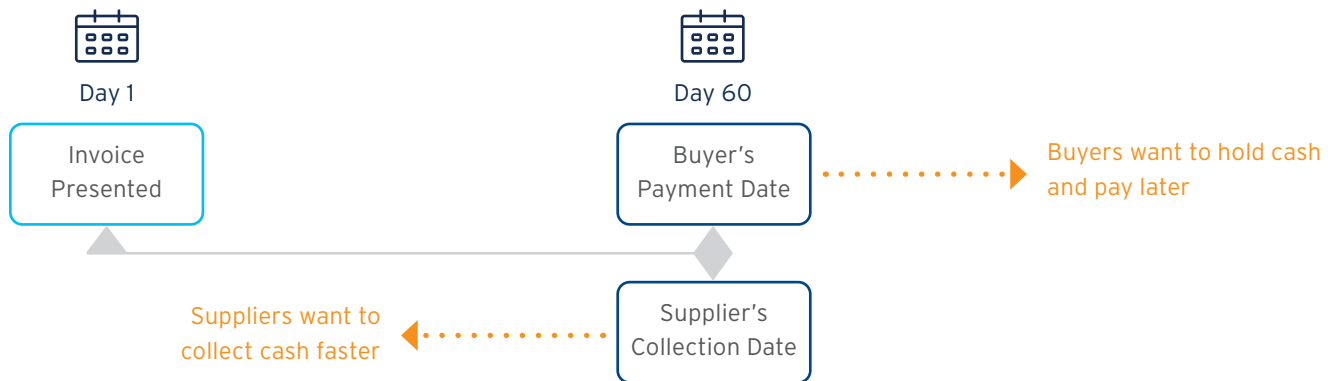 Day 1
Day 60
Invoice
Presented
Buyer's
Payment Date
Buyers want to hold cash
and pay later
Suppliers want to
collect cash faster
Supplier's
Collection Date